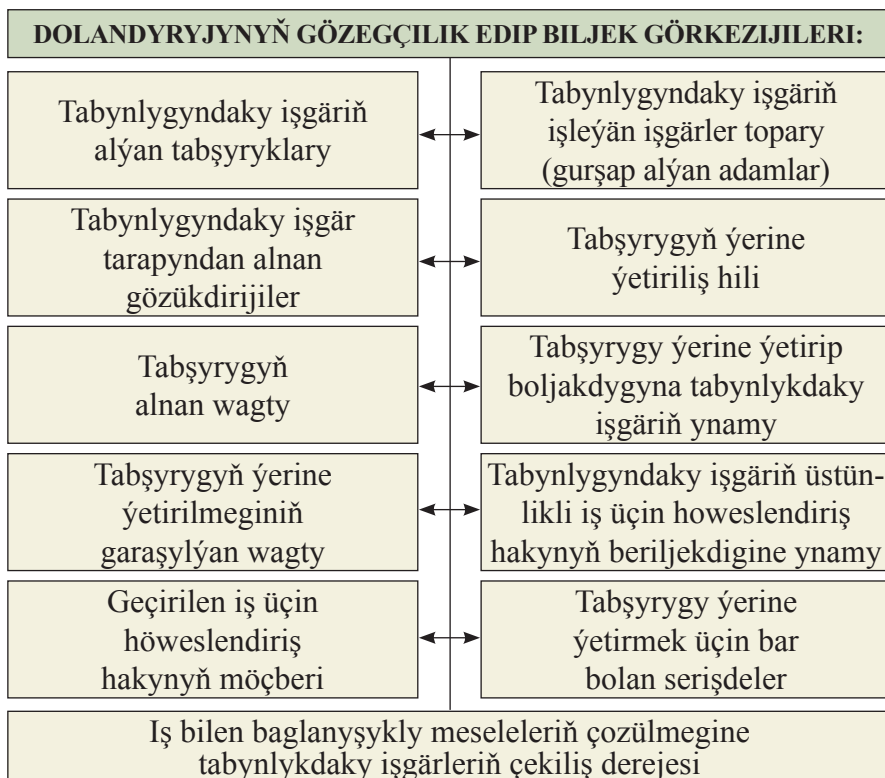 DOLANDYRYJYNYŇ GÖZEGÇILIK EDIP BILJEK GÖRKEZIJILERI:
Tabynlygyndaky işgäriň
alýan tabşyryklary
Tabynlygyndaky işgäriň
işleýän işgärler topary
(gurşap alýan adamlar)
Tabynlygyndaky işgär
tarapyndan alnan
gözükdirijiler
Tabşyrygyň ýerine
ýetiriliş hili
Tabşyrygyň
alnan wagty
Tabşyrygy ýerine ýetirip
boljakdygyna tabynlykdaky
işgäriň ynamy
Tabşyrygyň ýerine
ýetirilmeginiň
garaşylýan wagty
Tabynlygyndaky işgäriň üstün-
likli iş üçin howeslendiriş
hakynyň beriljekdigine ynamy
Geçirilen iş üçin
höweslendiriş
hakynyň möçberi
Tabşyrygy ýerine
ýetirmek üçin bar
bolan serişdeler
Iş bilen baglanyşykly meseleleriň çozülmegine
tabynlykdaky işgärleriň çekiliş derejesi